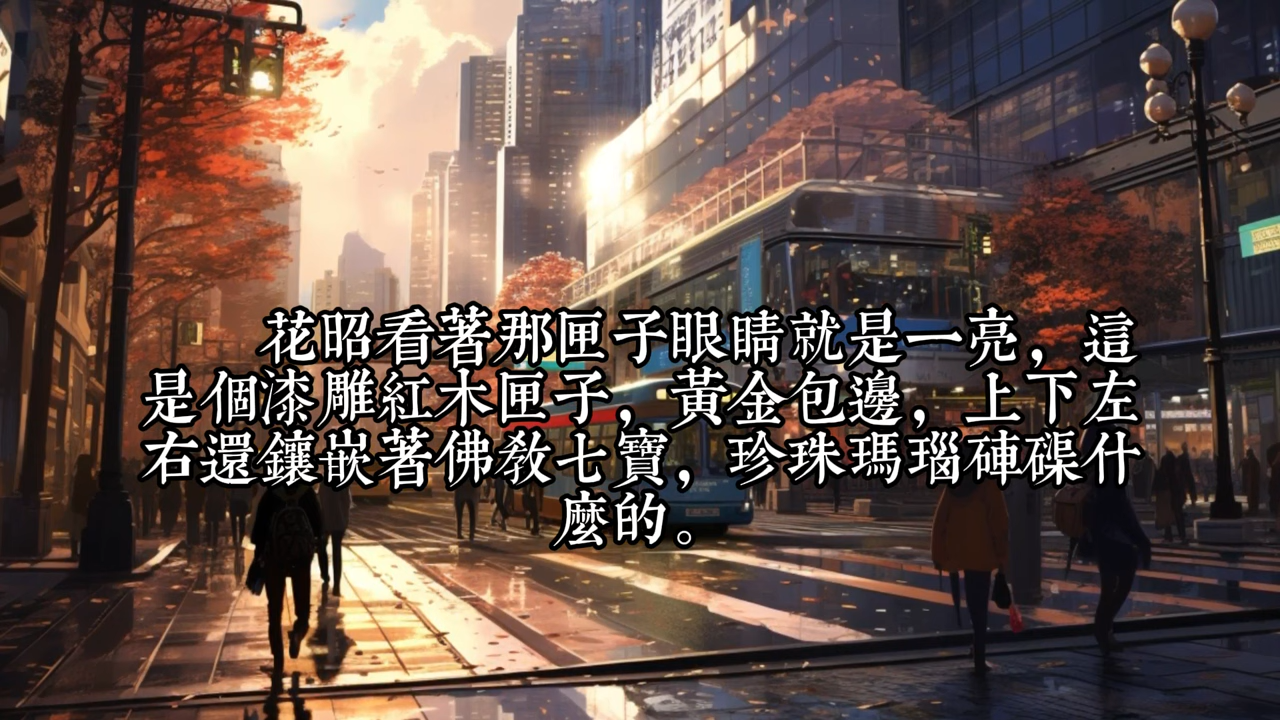 花昭看著那匣子眼睛就是一亮，這
是個漆雕紅木匣子，黃金包邊，上下左
右還鑲嵌著佛教七寶，珍珠瑪瑙硨磲什
麼的。